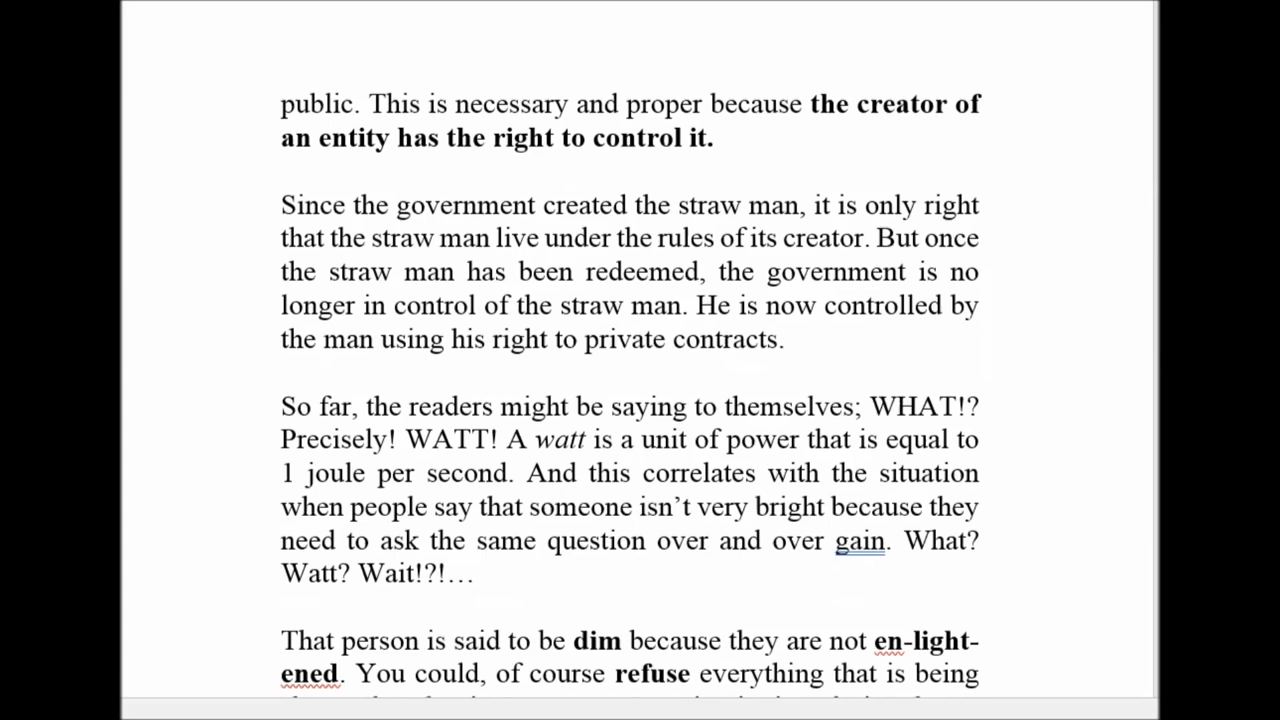 public. This is necessary and proper because the creator of
an entity has the right to control it.
Since the government created the straw man, it is only right
that the straw man live under the rules of its creator. But once
the straw man has been redeemed, the government is no
longer in control of the straw man. He is now controlled by
the man using his right to private contracts.
So far, the readers might be saying to themselves; WHAT!?
Precisely! WATT! A watt is a unit of power that is equal to
1 joule per second. And this correlates with the situation
when people say that someone isn’t very bright because they
need to ask the same question over and over gain. What?
Watt? Wait!?!…
That person is said to be dim because they are not en-light-
ened. You could, of course refuse everything that is being